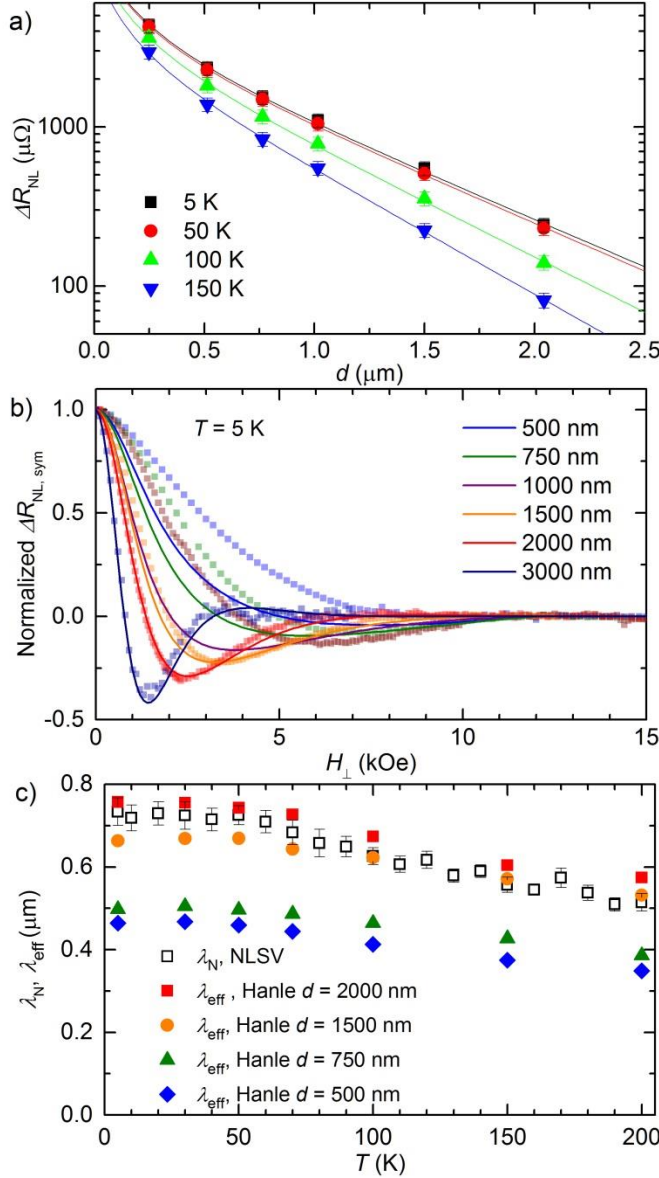 a)
ΔR_NL (μΩ)
1000
100
5 K
50 K
100 K
150 K
0.0 0.5 1.0 1.5 2.0 2.5
d (μm)
b)
Normalized ΔR_NL, sym
1.0
0.5
0.0
-0.5
T = 5 K
500 nm
750 nm
1000 nm
1500 nm
2000 nm
3000 nm
0 5 10 15
H_⊥ (kOe)
c)
λ_N, λ_eff (μm)
0.8
0.6
0.4
0.2
0.0
λ_N, NLSV
λ_eff , Hanle d = 2000 nm
λ_eff, Hanle d = 1500 nm
λ_eff, Hanle d = 750 nm
λ_eff, Hanle d = 500 nm
0 50 100 150 200
T (K)